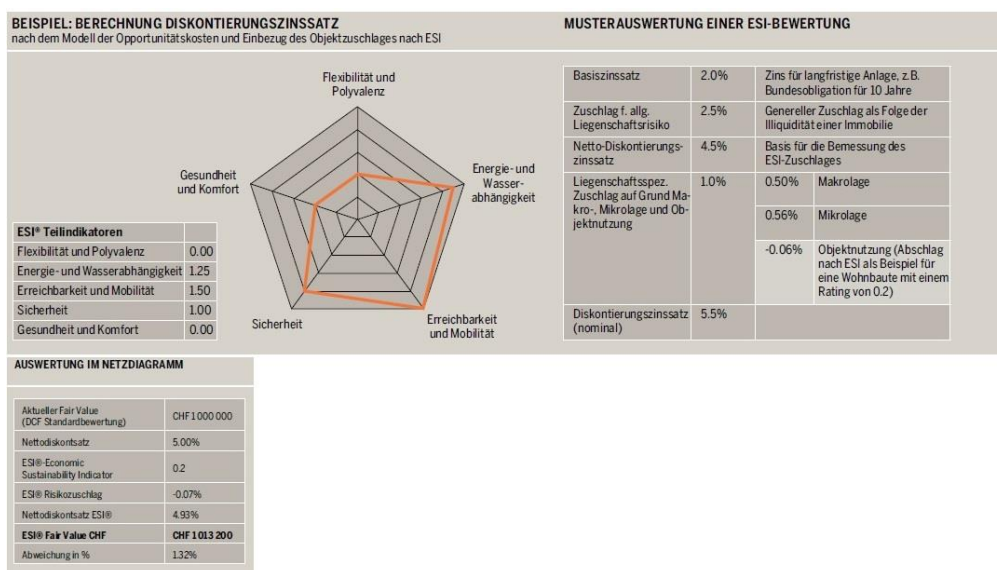 BEISPIEL: BERECHNUNG DISKONTIERUNGSZINSSATZ
nach dem Modell der Opportunitätskosten und Einbezug des Objektzuschlages nach ESI
Flexibilität und
Polyvalenz
Energie- und
Wasser-
abhängigkeit
Gesundheit
und Komfort
Sicherheit
Erreichbarkeit
und Mobilität
ESI® Teilindikatoren
Flexibilität und Polyvalenz 0.00
Energie- und Wasserabhängigkeit 1.25
Erreichbarkeit und Mobilität 1.50
Sicherheit 1.00
Gesundheit und Komfort 0.00
MUSTERAUSWERTUNG EINER ESI-BEWERTUNG
Basiszinssatz 2.0% Zins für langfristige Anlage, z.B.
Bundesobligation für 10 Jahre
Zuschlag f. allg. 2.5% Genereller Zuschlag als Folge der
Liegenschaftsrisiko Illiquidität einer Immobilie
Netto-Diskontierungs- 4.5% Basis für die Bemessung des
zinssatz ESI-Zuschlages
Liegenschaftsspez. 1.0% 0.50% Makrolage
Zuschlag auf Grund Ma-
kro-, Mikrolage und Ob-
jektnutzung
0.56% Mikrolage
-0.06% Objektnutzung (Abschlag
nach ESI als Beispiel für
eine Wohnbaute mit einem
Rating von 0.2)
Diskontierungszinssatz 5.5%
(nominal)
AUSWERTUNG IM NETZDIAGRAMM
Aktueller Fair Value
(DCF Standardbewertung) CHF 1 000 000
Nettodiskontsatz 5.00%
ESI®-Economic
Sustainability Indicator 0.2
ESI® Risikozuschlag -0.07%
Nettodiskontsatz ESI® 4.93%
ESI® Fair Value CHF CHF 1 013 200
Abweichung in % 1.32%